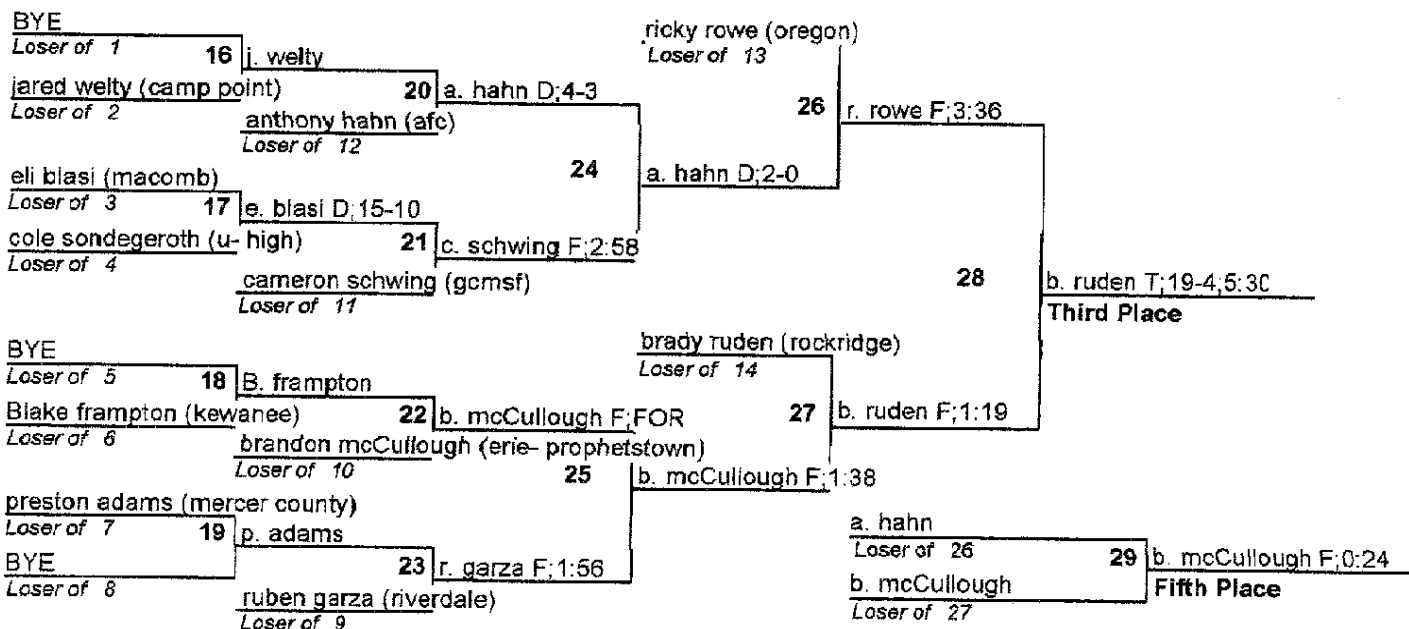 BYE
Loser of 1
16 j. welty
jared welty (camp point)
Loser of 2
20 a. hahn D;4-3
anthony hahn (afc)
Loser of 12
eli blasi (macomb)
Loser of 3
17 e. blasi D;15-10
cole sondegeroth (u- high)
Loser of 4
21 c. schwing F;2:58
cameron schwing (gcmsf)
Loser of 11
24 a. hahn D;2-0
ricky rowe (oregon)
Loser of 13
26 r. rowe F;3:36
BYE
Loser of 5
18 B. frampton
Blake frampton (kewanee)
Loser of 6
22 b. mcCullough F;FOR
brandon mcCullough (erie- prophetstown)
Loser of 10
preston adams (mercer county)
Loser of 7
19 p. adams
BYE
Loser of 8
23 r. garza F;1:56
ruben garza (riverdale)
Loser of 9
25 b. mcCullough F;1:38
brady ruden (rockridge)
Loser of 14
27 b. ruden F;1:19
28 b. ruden T;19-4;5:30
Third Place
a. hahn
Loser of 26
29 b. mcCullough F;0:24
b. mcCullough
Loser of 27
Fifth Place